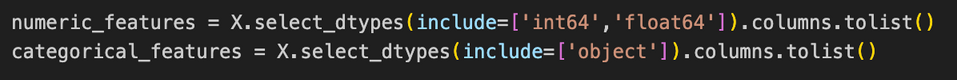 numeric_features = X.select_dtypes(include=['int64','float64']).columns.tolist()
categorical_features = X.select_dtypes(include=['object']).columns.tolist()